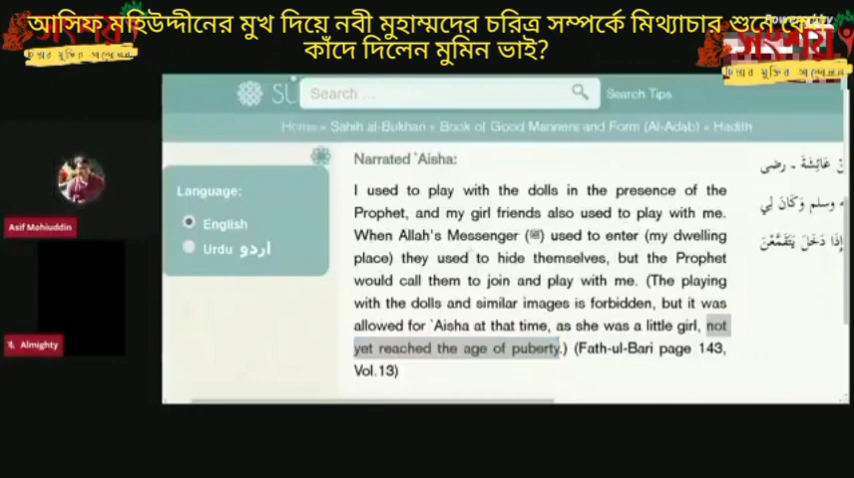 আসিফ মহিউদ্দীনের মুখ দিয়ে নবী মুহাম্মদের চরিত্র সম্পর্কে মিথ্যাচার শুনে
কাঁদে দিলেন মুমিন ভাই?
Search ...
Search Tips
Home » Sahih al-Bukhari » Book of Good Manners and Form (Al-Adab) » Hadith
Narrated `Aisha:
Language:
English
Urdu اردو
I used to play with the dolls in the presence of the
Prophet, and my girl friends also used to play with me.
When Allah's Messenger (ﷺ) used to enter (my dwelling
place) they used to hide themselves, but the Prophet
would call them to join and play with me. (The playing
with the dolls and similar images is forbidden, but it was
allowed for `Aisha at that time, as she was a little girl, not
yet reached the age of puberty.) (Fath-ul-Bari page 143,
Vol.13)
عَائِشَةَ ـ رضى
وسلم وَكَانَ لِي
إِذَا دَخَلَ يَتَقَمَّعْنَ
Asif Mohiuddin
Almighty